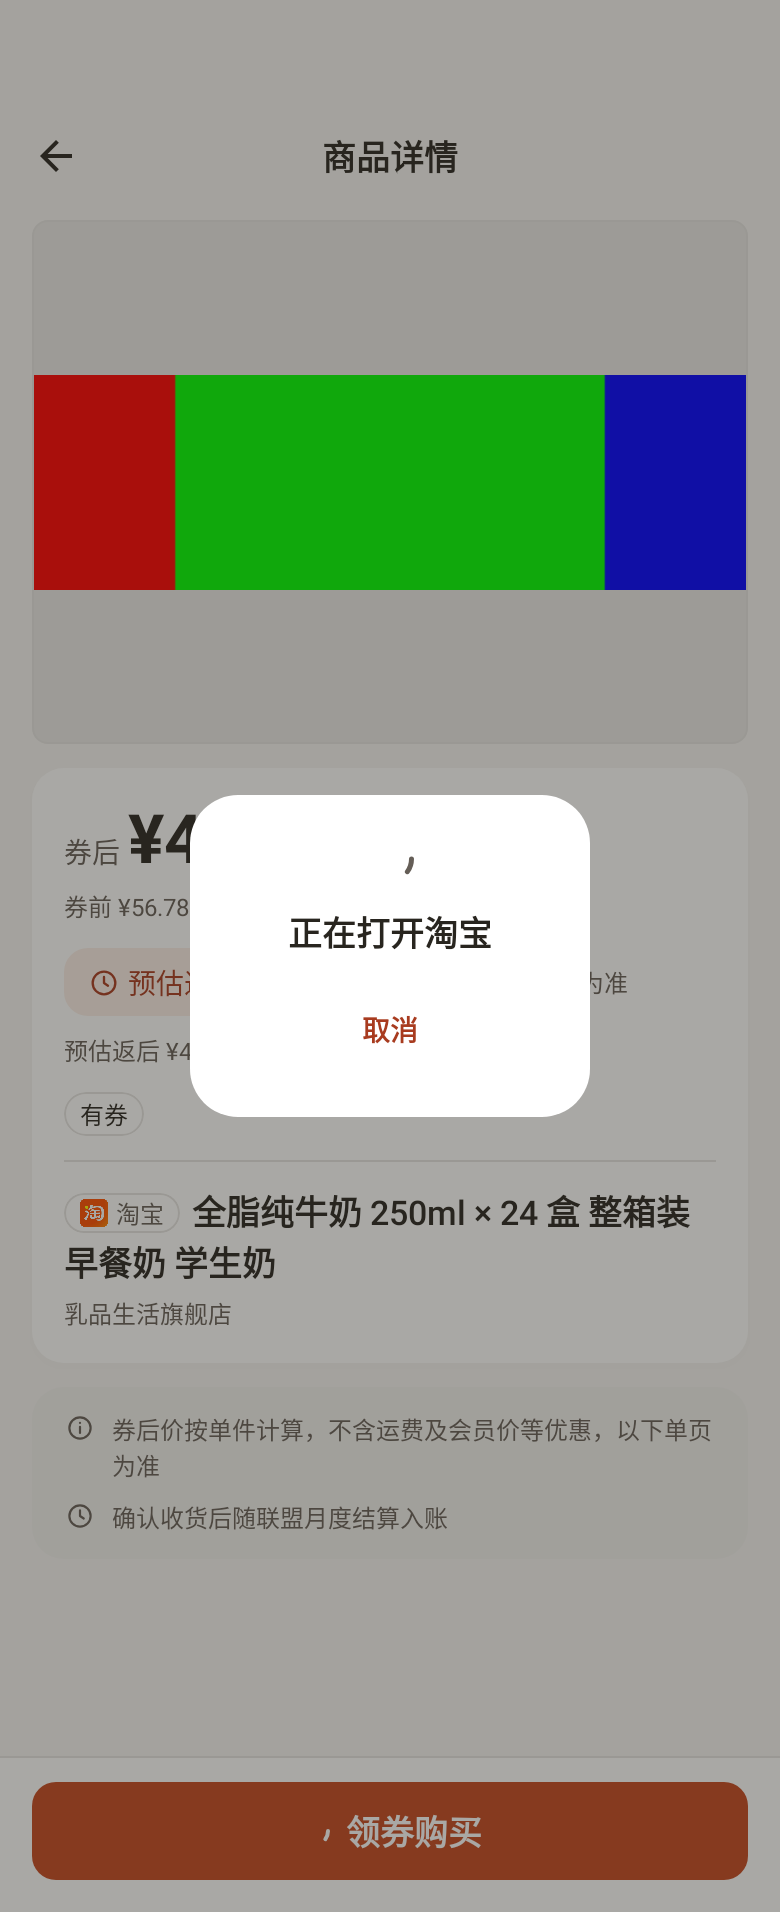 商品详情
券后 ¥4
正在打开淘宝
券前 ¥56.78
取消
预估
为准
预估返后 ¥4
有券
淘 淘宝 全脂纯牛奶 250ml × 24 盒 整箱装
早餐奶 学生奶
乳品生活旗舰店
券后价按单件计算，不含运费及会员价等优惠，以下单页
为准
确认收货后随联盟月度结算入账
领券购买